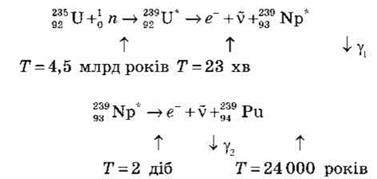 ²³⁵₉₂U + ¹₀n → ²³⁹₉₂U* → e⁻ + ν̃ + ²³⁹₉₃Np*
↑ ↑ ↓ γ₁
T = 4,5 млрд років T = 23 хв
²³⁹₉₃Np* → e⁻ + ν̃ + ²³⁹₉₄Pu
↑ ↓ γ₂ ↑
T = 2 діб T = 24 000 років